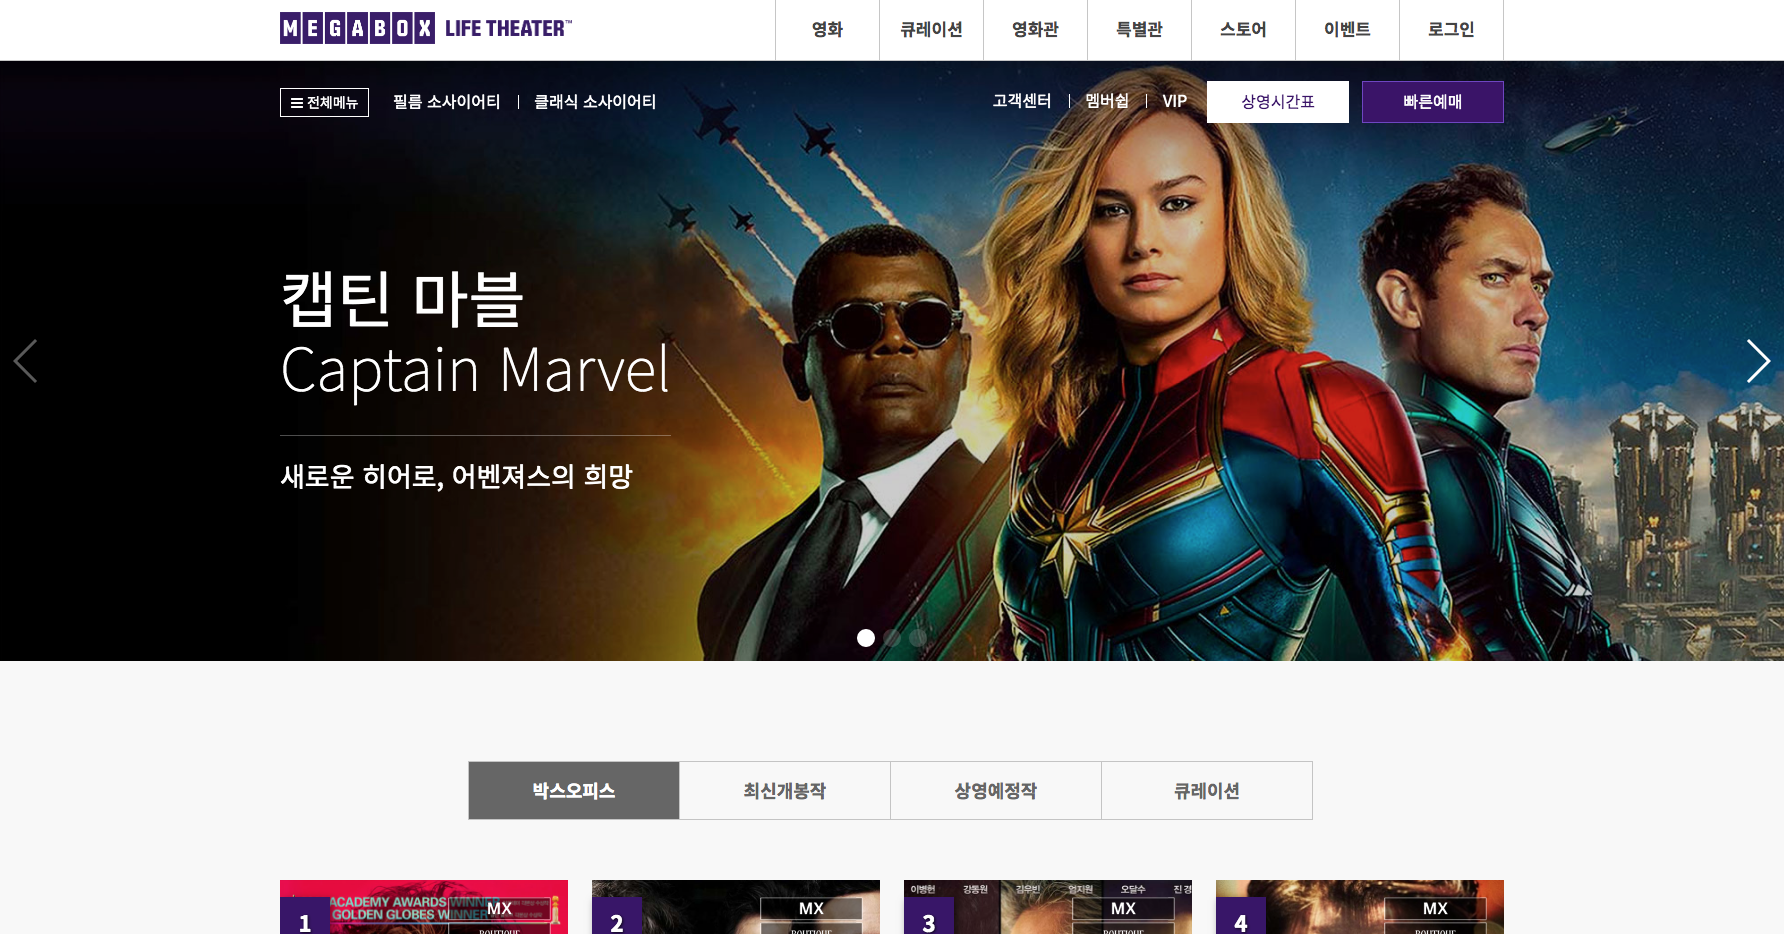 MEGABOX LIFE THEATER™
영화 큐레이션 영화관 특별관 스토어 이벤트 로그인
전체메뉴 필름 소사이어티 클래식 소사이어티 고객센터 멤버쉽 VIP 상영시간표 빠른예매
캡틴 마블
Captain Marvel
새로운 히어로, 어벤져스의 희망
박스오피스 최신개봉작 상영예정작 큐레이션
ACADEMY AWARDS WINNER
GOLDEN GLOBES WINNER
1 MX
BOUTIQUE
2 MX
BOUTIQUE
이병헌 강동원 김우빈 엄지원 오달수 진경
3 MX
BOUTIQUE
4 MX
BOUTIQUE